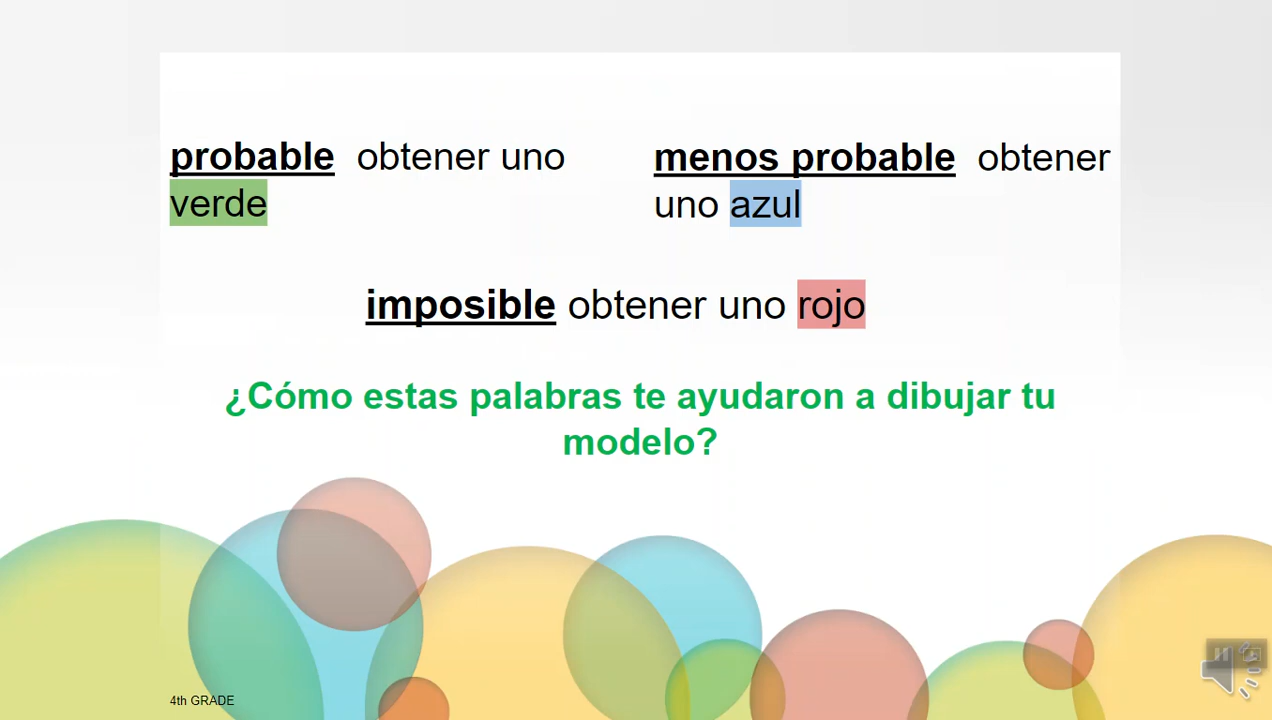 probable obtener uno
verde
menos probable obtener
uno azul
imposible obtener uno rojo
¿Cómo estas palabras te ayudaron a dibujar tu
modelo?
4th GRADE